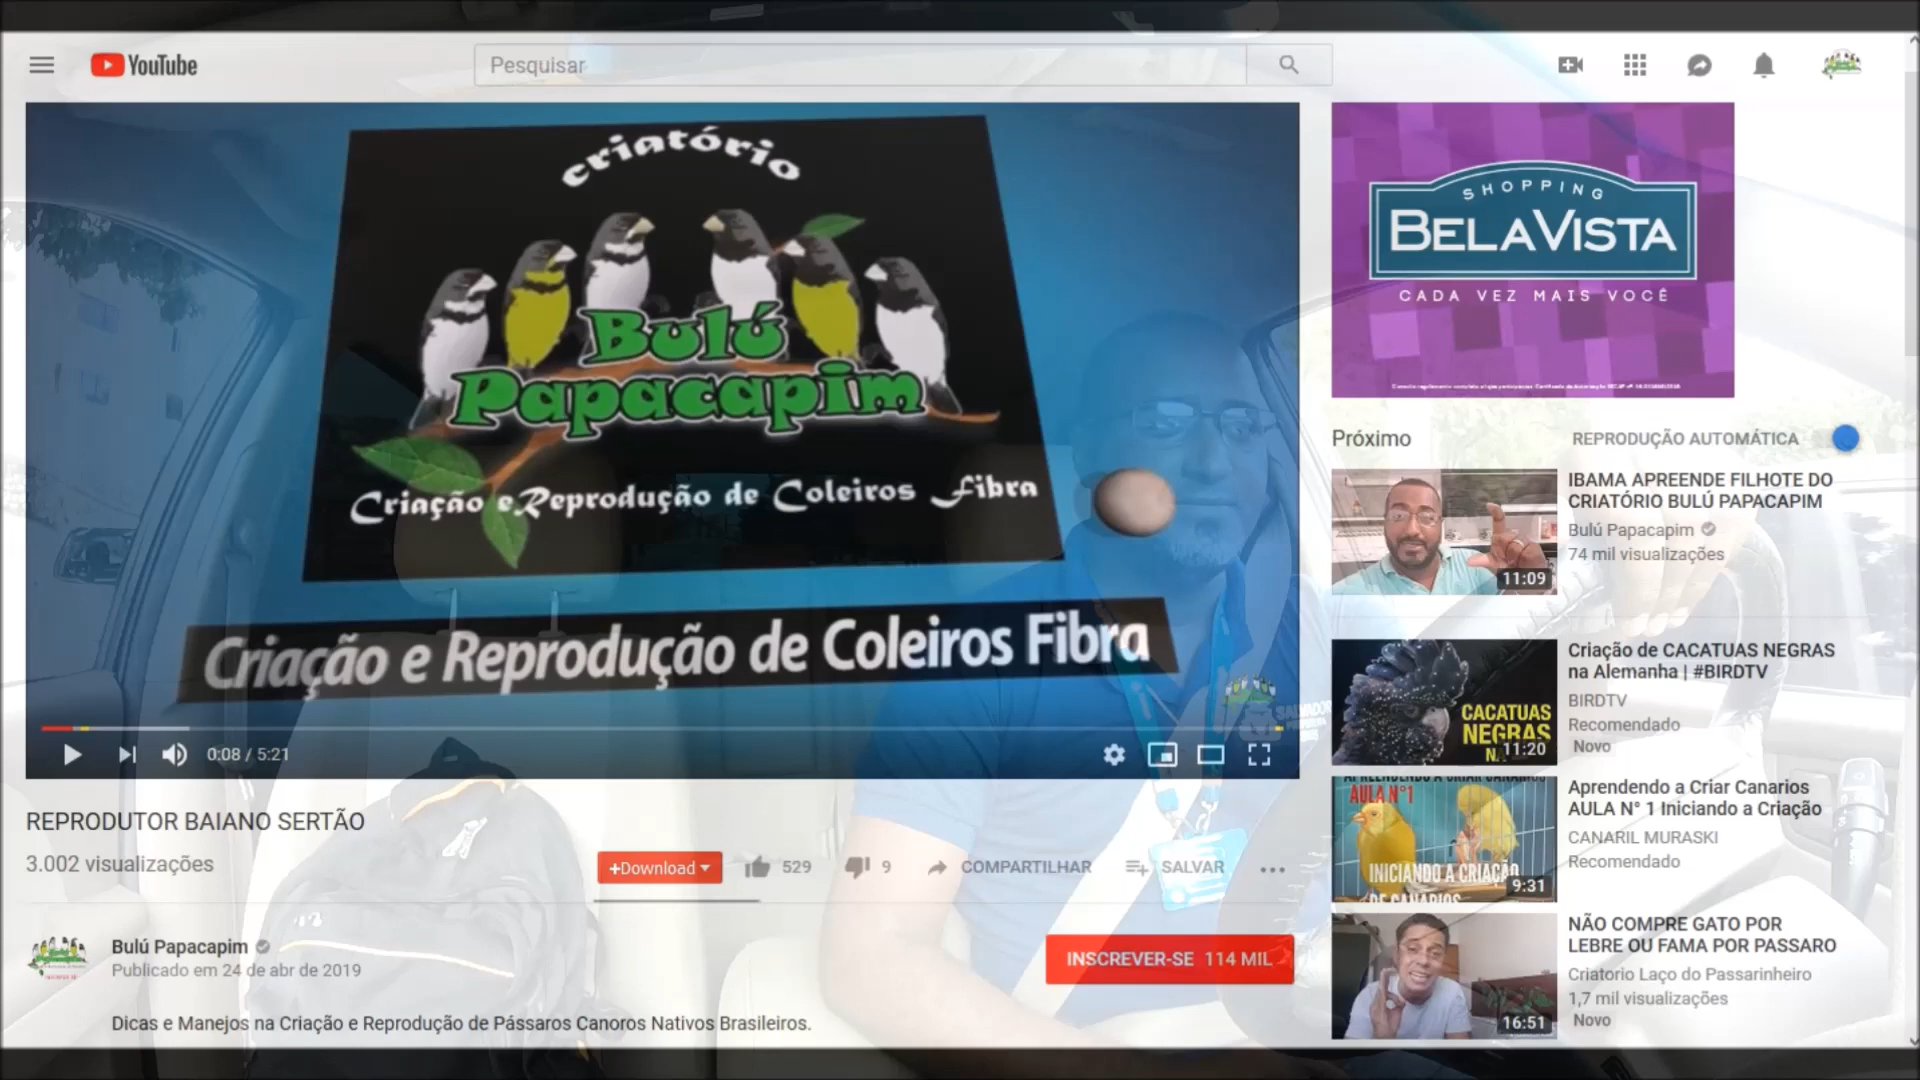 YouTube
Pesquisar
criatório
Bulú
Papacapim
Criação e Reprodução de Coleiros Fibra
Criação e Reprodução de Coleiros Fibra
SALVADOR
0:08 / 5:21
REPRODUTOR BAIANO SERTÃO
3.002 visualizações
+Download
529
9
COMPARTILHAR
SALVAR
Bulú Papacapim
Publicado em 24 de abr de 2019
INSCREVER-SE 114 MIL
Dicas e Manejos na Criação e Reprodução de Pássaros Canoros Nativos Brasileiros.
SHOPPING
BELAVISTA
CADA VEZ MAIS VOCÊ
Próximo
REPRODUÇÃO AUTOMÁTICA
11:09
IBAMA APREENDE FILHOTE DO
CRIATÓRIO BULÚ PAPACAPIM
Bulú Papacapim
74 mil visualizações
CACATUAS
NEGRAS
11:20
Criação de CACATUAS NEGRAS
na Alemanha | #BIRDTV
BIRDTV
Recomendado
Novo
APRENDENDO A CRIAR CANÁRIOS
AULA N°1
INICIANDO A CRIAÇÃO
DE CANARIOS
9:31
Aprendendo a Criar Canarios
AULA N° 1 Iniciando a Criação
CANARIL MURASKI
Recomendado
16:51
NÃO COMPRE GATO POR
LEBRE OU FAMA POR PASSARO
Criatorio Laço do Passarinheiro
1,7 mil visualizações
Novo